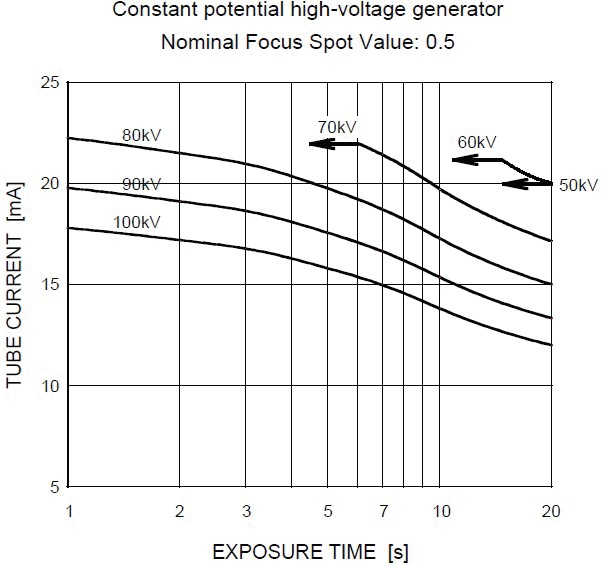 Constant potential high-voltage generator
Nominal Focus Spot Value: 0.5
25
80kV
70kV
60kV
20
90kV
50kV
100kV
15
10
5
1 2 3 5 7 10 20
TUBE CURRENT [mA]
EXPOSURE TIME [s]